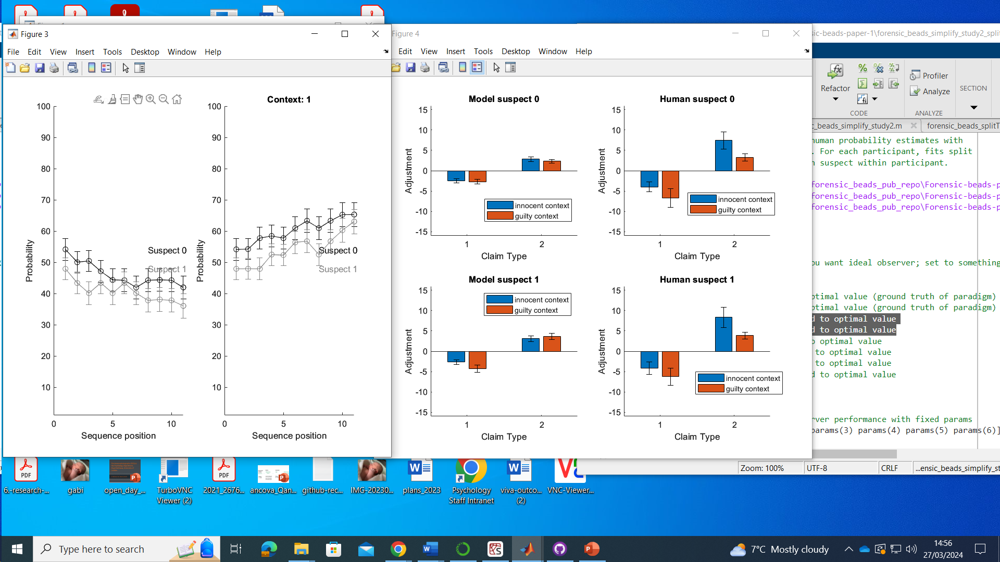 Figure 3
File Edit View Insert Tools Desktop Window Help
Context: 1
100
90
80
70
60
50
40
30
20
10
0 5 10
Probability
Sequence position
Suspect 0
Suspect 1
100
90
80
70
60
50
40
30
20
10
0 5 10
Probability
Sequence position
Suspect 0
Suspect 1
Figure 4
Edit View Insert Tools Desktop Window Help
Model suspect 0
15
10
5
0
-5
-10
-15
Adjustment
innocent context
guilty context
1 2
Claim Type
Human suspect 0
15
10
5
0
-5
-10
-15
Adjustment
innocent context
guilty context
1 2
Claim Type
Model suspect 1
15
10
5
0
-5
-10
-15
Adjustment
innocent context
guilty context
1 2
Claim Type
Human suspect 1
15
10
5
0
-5
-10
-15
Adjustment
innocent context
guilty context
1 2
Claim Type
sic-beads-paper-1\forensic_beads_simplify_study2_split
Refactor
Profiler
Analyze
SECTION
CODE
ANALYZE
c_beads_simplify_study2.m
forensic_beads_splitT
human probability estimates with
. For each participant, fits split
n suspect within participant.
forensic_beads_pub_repo\Forensic-beads-p
forensic_beads_pub_repo\Forensic-beads-p
forensic_beads_pub_repo\Forensic-beads-p
ou want ideal observer; set to something
ptimal value (ground truth of paradigm)
ptimal value (ground truth of paradigm)
d to optimal value
d to optimal value
o optimal value
to optimal value
to optimal value
d to optimal value
rver performance with fixed params
params(3) params(4) params(5) params(6)]
Zoom: 100% UTF-8 CRLF ...ensic_beads_simplify_st
PDF
6.-research-...
gabi
open_day_...
TurboVNC
Viewer (2)
PDF
2021_2676...
ancova_Qan...
github-rec...
IMG-20230...
plans_2023
Psychology
Staff Intranet
viva-outco...
(2)
VNC-Viewer...
Type here to search
7°C Mostly cloudy
14:56
27/03/2024